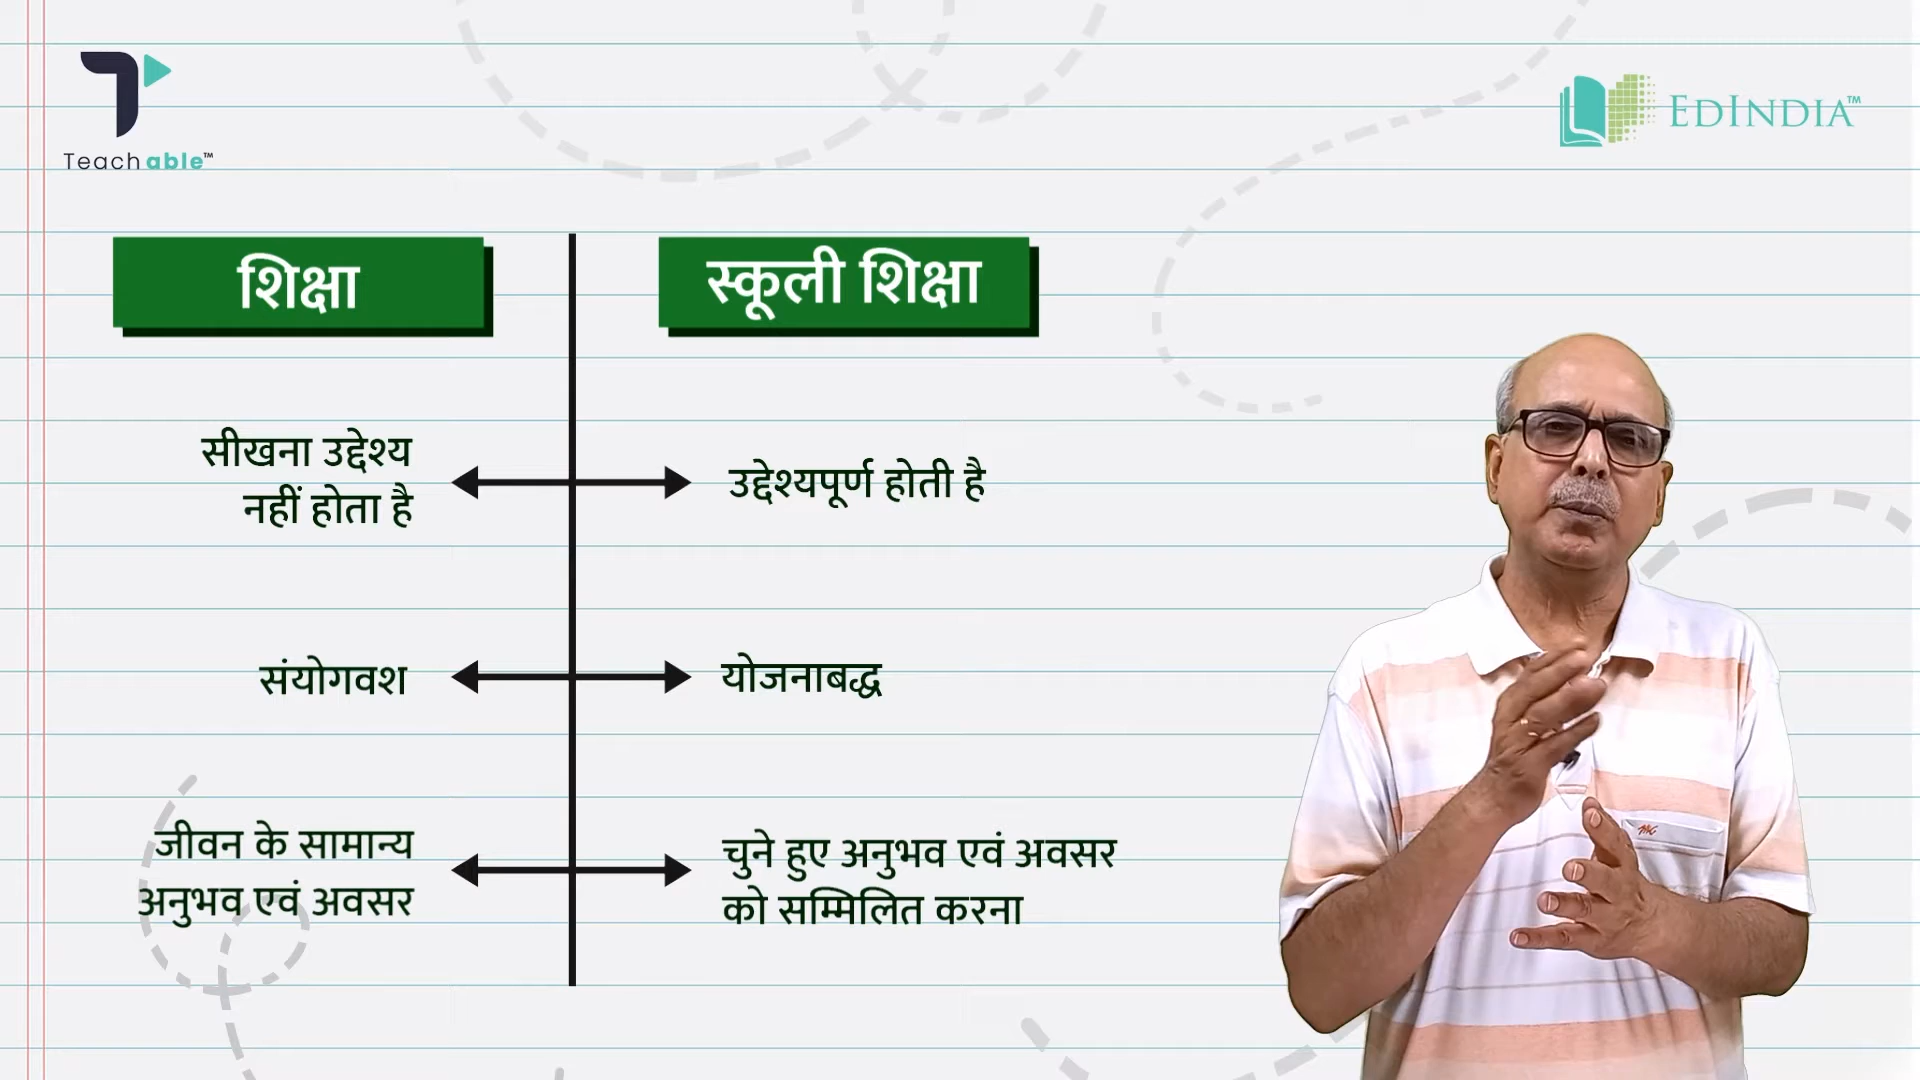 Teachable™
EDINDIA™
शिक्षा
स्कूली शिक्षा
सीखना उद्देश्य
नहीं होता है
उद्देश्यपूर्ण होती है
संयोगवश
योजनाबद्ध
जीवन के सामान्य
अनुभव एवं अवसर
चुने हुए अनुभव एवं अवसर
को सम्मिलित करना